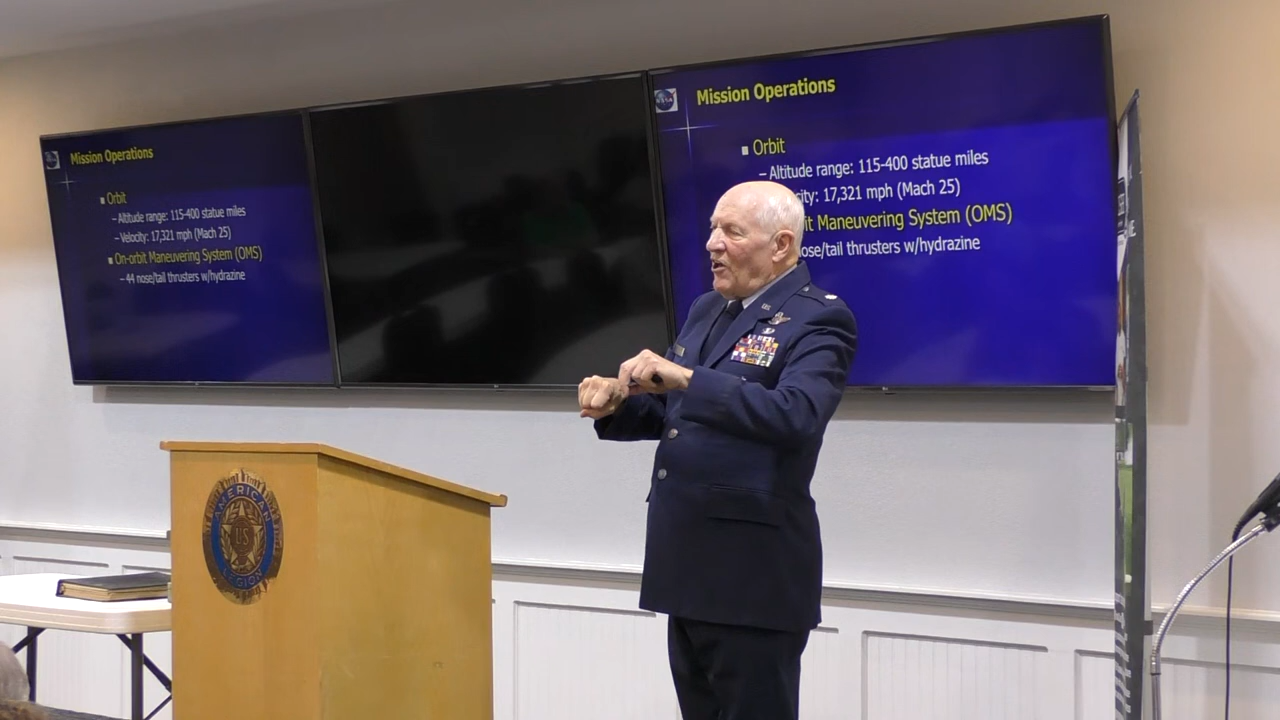 Mission Operations
Orbit
– Altitude range: 115-400 statue miles
– Velocity: 17,321 mph (Mach 25)
On-orbit Maneuvering System (OMS)
– 44 nose/tail thrusters w/hydrazine
NASA
Mission Operations
Orbit
– Altitude range: 115-400 statue miles
city: 17,321 mph (Mach 25)
it Maneuvering System (OMS)
nose/tail thrusters w/hydrazine
AMERICAN
US
LEGION